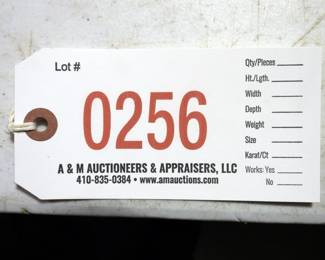 Lot #
0256
A & M AUCTIONEERS & APPRAISERS, LLC
410-835-0384 • www.amauctions.com
Qty/Pieces
Ht./Lgth.
Width
Depth
Weight
Size
Karat/Ct
Works: Yes
No